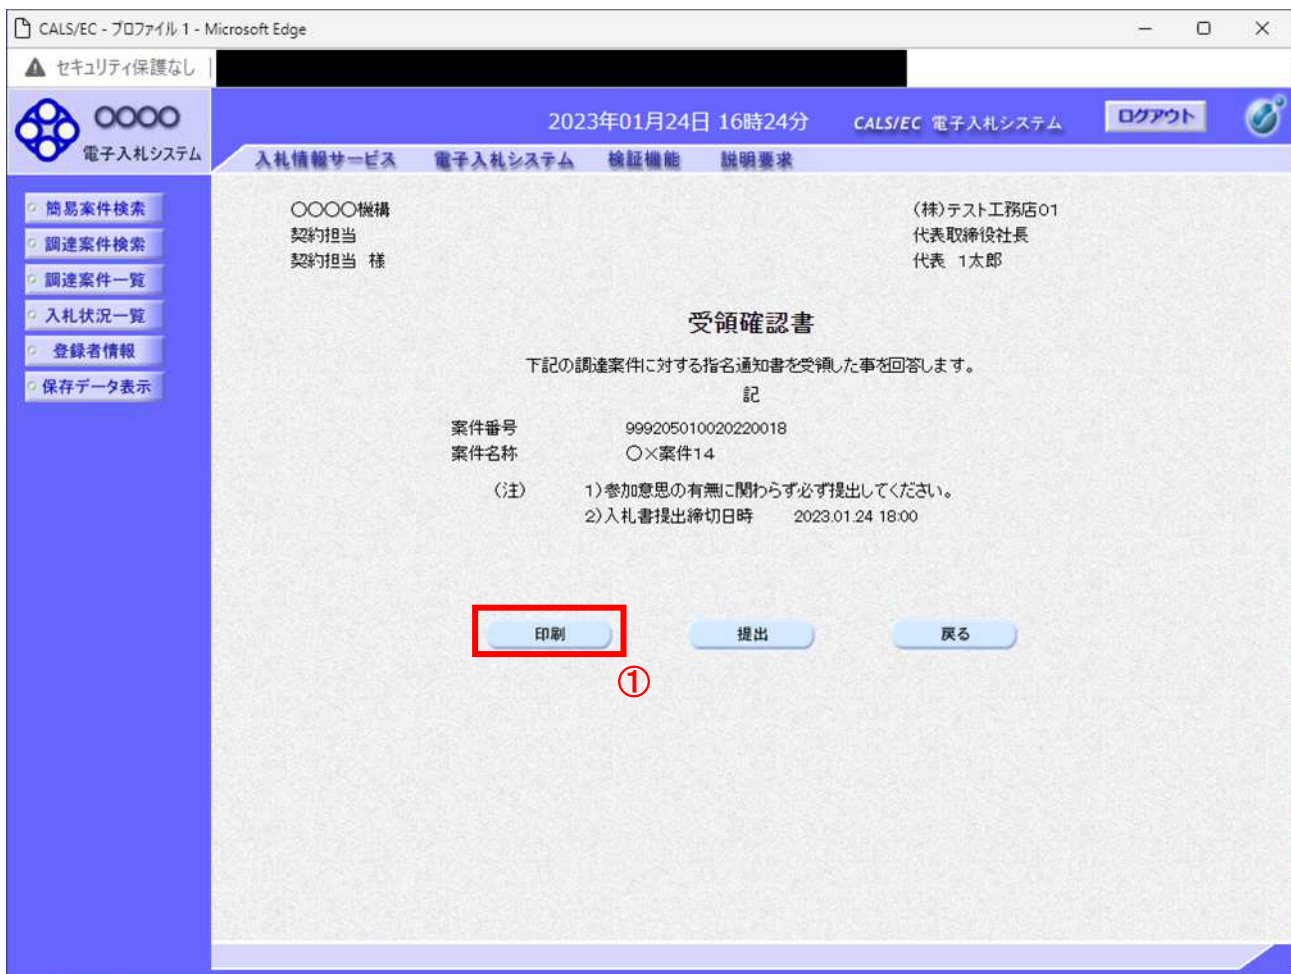 CALS/EC - プロファイル 1 - Microsoft Edge
セキュリティ保護なし
〇〇〇〇
電子入札システム
2023年01月24日 16時24分
CALS/EC 電子入札システム
ログアウト
入札情報サービス 電子入札システム 検証機能 説明要求
簡易案件検索
調達案件検索
調達案件一覧
入札状況一覧
登録者情報
保存データ表示
〇〇〇〇機構
契約担当
契約担当 様
(株)テスト工務店01
代表取締役社長
代表 1太郎
受領確認書
下記の調達案件に対する指名通知書を受領した事を回答します。
記
案件番号 999205010020220018
案件名称 〇×案件14
(注) 1)参加意思の有無に関わらず必ず提出してください。
2)入札書提出締切日時 2023.01.24 18:00
印刷 提出 戻る
①